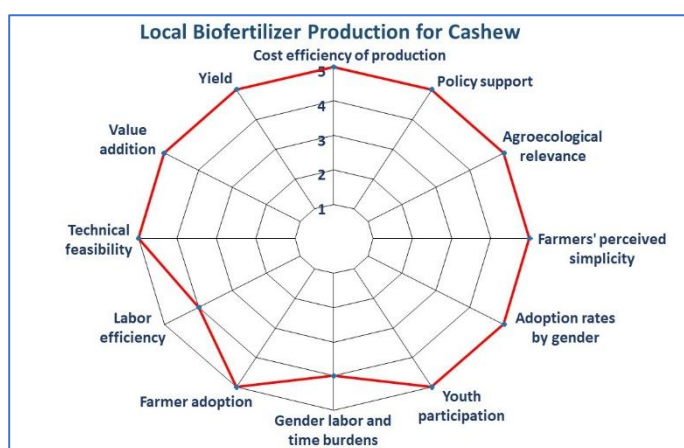 Local Biofertilizer Production for Cashew
Cost efficiency of production
Policy support
Agroecological
relevance
Farmers' perceived
simplicity
Adoption rates
by gender
Youth
participation
Gender labor and
time burdens
Farmer adoption
Labor
efficiency
Technical
feasibility
Value
addition
Yield
5
4
3
2
1